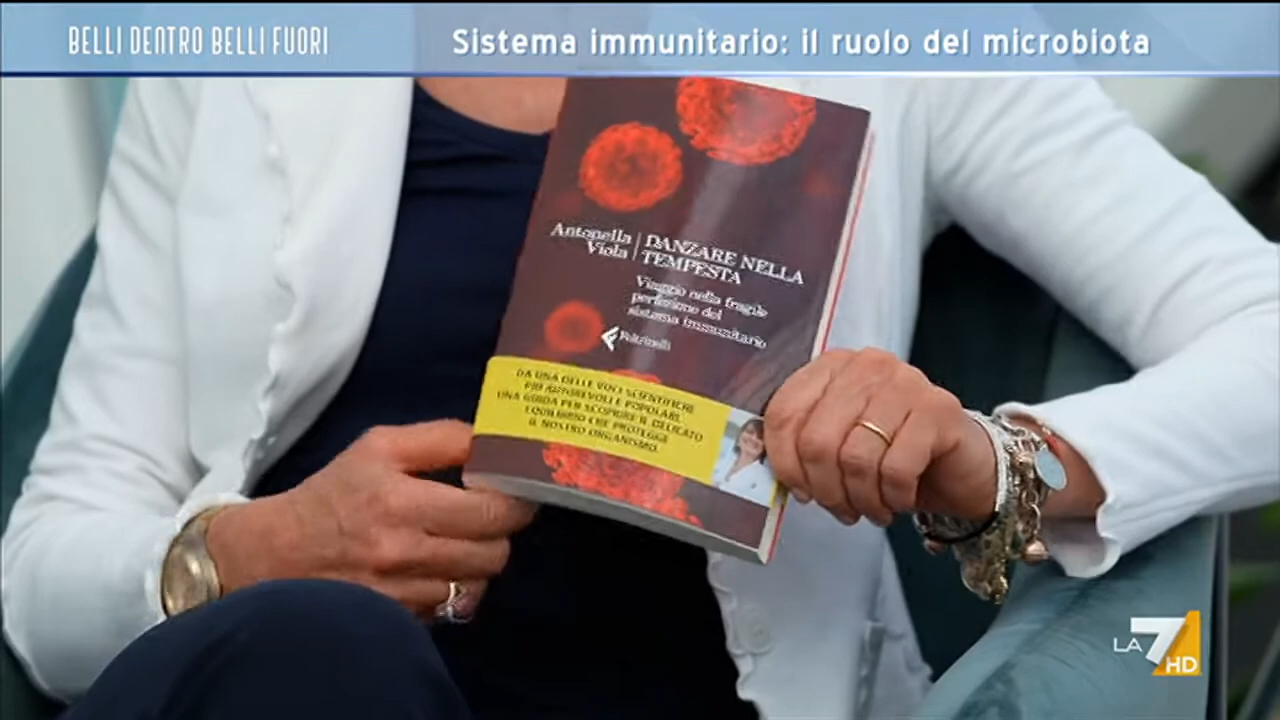 BELLI DENTRO BELLI FUORI
Sistema immunitario: il ruolo del microbiota
Antonella
Viola
DANZARE NELLA
TEMPESTA
Viaggio nella fragile
perfezione del
sistema immunitario
Feltrinelli
DA UNA DELLE VOCI SCIENTIFICHE
PIÙ AUTOREVOLI E POPOLARI,
UNA GUIDA PER SCOPRIRE IL DELICATO
EQUILIBRIO CHE PROTEGGE
IL NOSTRO ORGANISMO.
LA7
HD